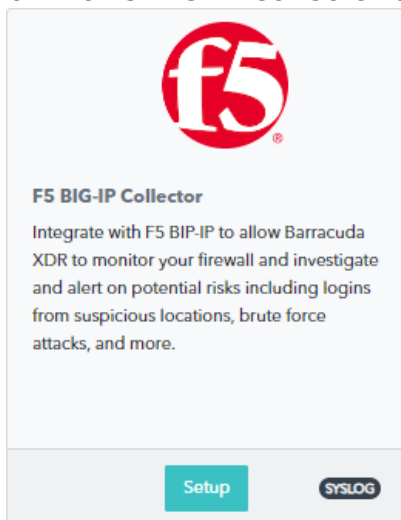 f5
®
F5 BIG-IP Collector
Integrate with F5 BIP-IP to allow Barracuda
XDR to monitor your firewall and investigate
and alert on potential risks including logins
from suspicious locations, brute force
attacks, and more.
Setup
SYSLOG